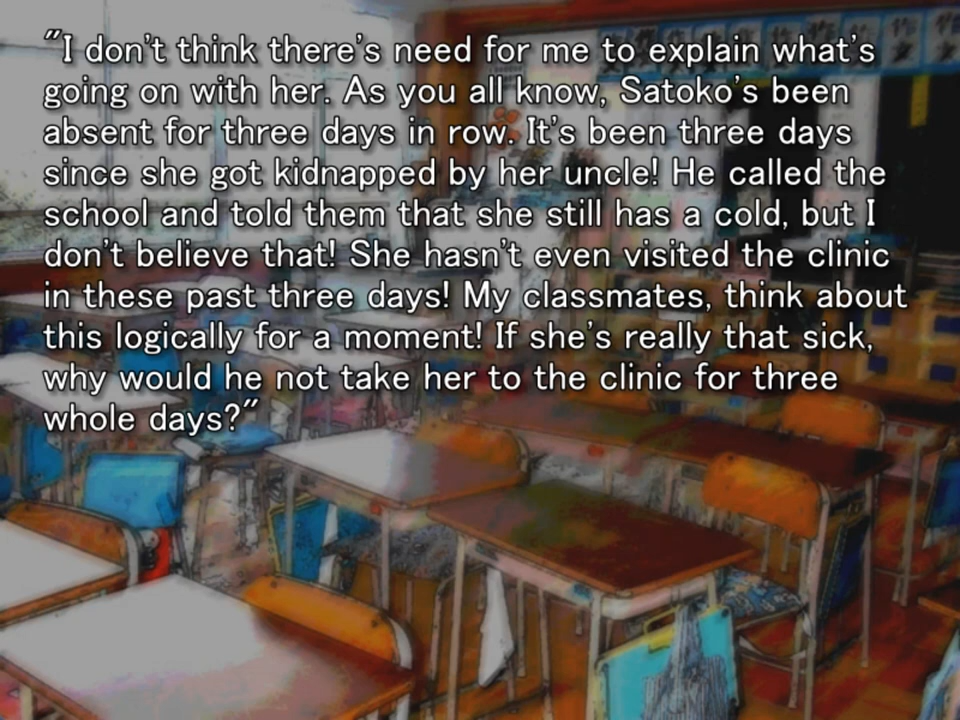 "I don't think there's need for me to explain what's
going on with her. As you all know, Satoko's been
absent for three days in row. It's been three days
since she got kidnapped by her uncle! He called the
school and told them that she still has a cold, but I
don't believe that! She hasn't even visited the clinic
in these past three days! My classmates, think about
this logically for a moment! If she's really that sick,
why would he not take her to the clinic for three
whole days?"